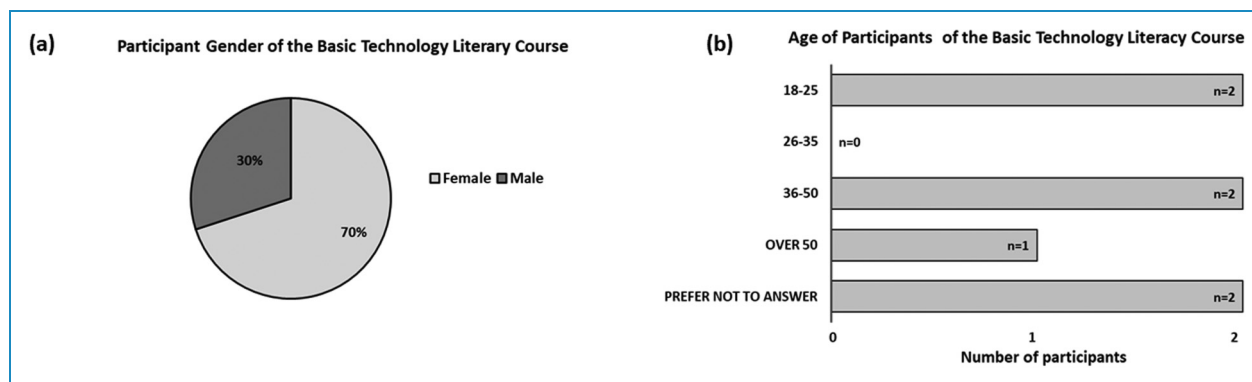 (a)
Participant Gender of the Basic Technology Literary Course
30%
70%
Female Male
(b)
Age of Participants of the Basic Technology Literacy Course
18-25
n=2
26-35
n=0
36-50
n=2
OVER 50
n=1
PREFER NOT TO ANSWER
n=2
0 1 2
Number of participants